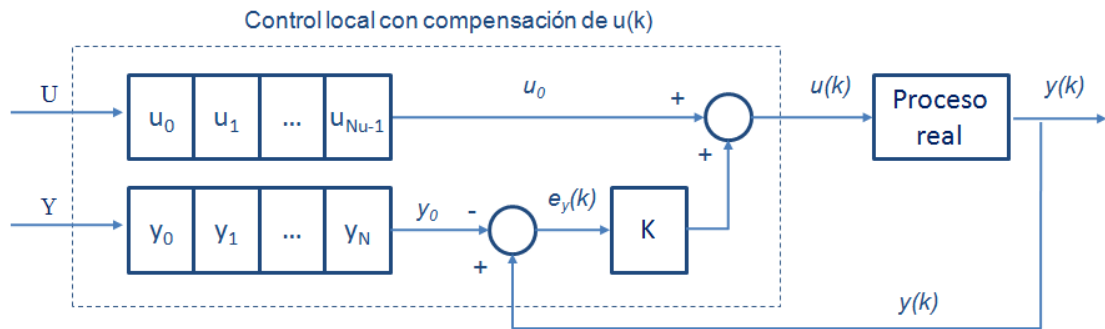 Control local con compensación de u(k)
U
u0
u1
...
uNu-1
u0
+
+
u(k)
Proceso
real
y(k)
Y
y0
y1
...
yN
y0
-
+
ey(k)
K
y(k)